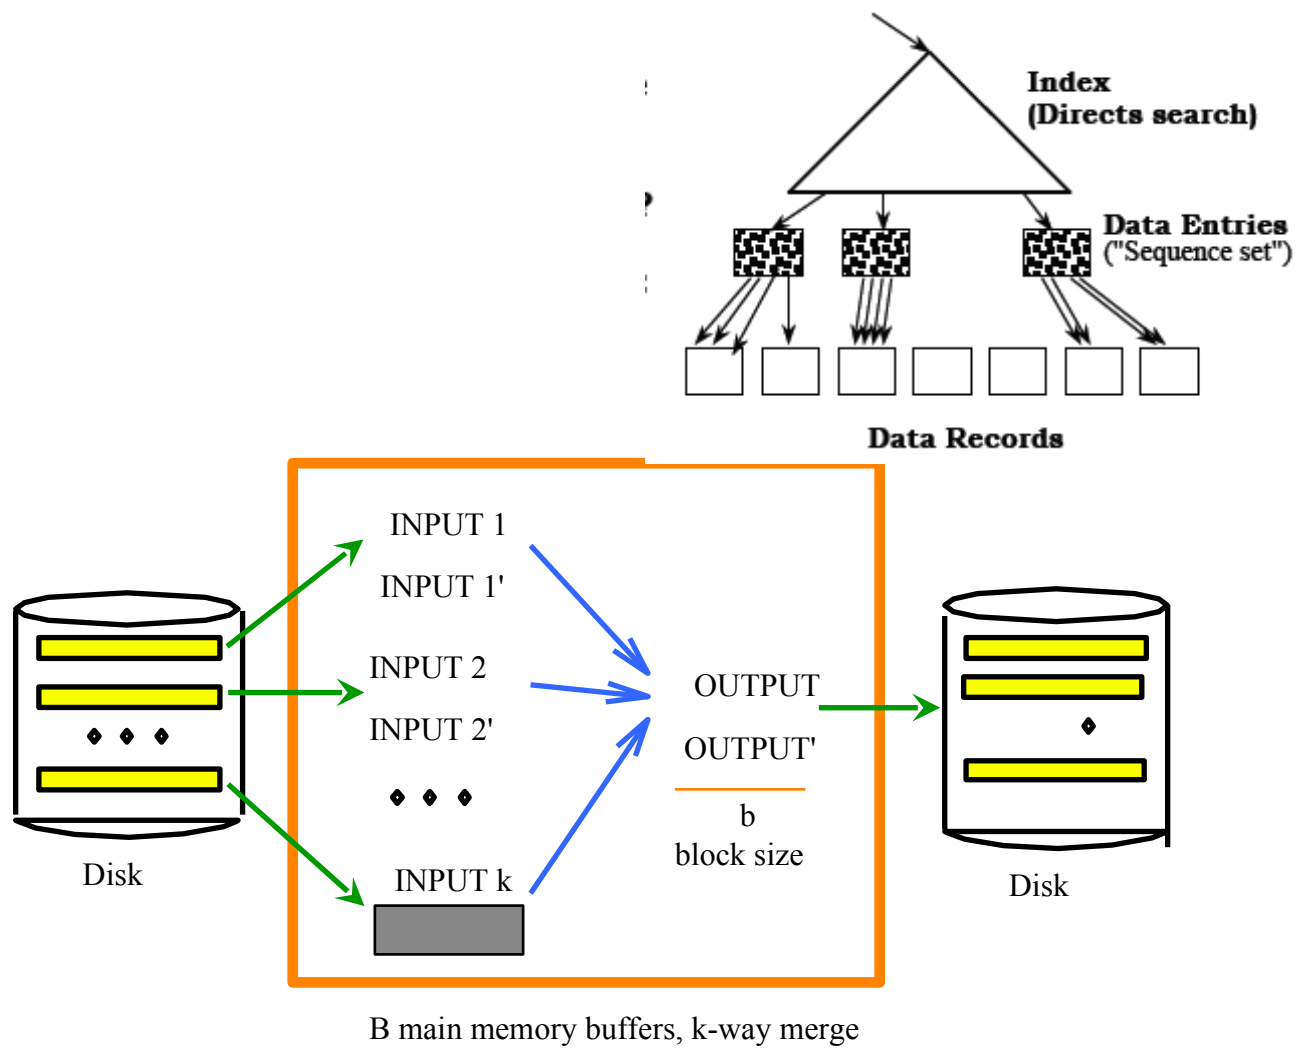 Index
(Directs search)
Data Entries
("Sequence set")
Data Records
INPUT 1
INPUT 1'
INPUT 2
INPUT 2'
INPUT k
OUTPUT
OUTPUT'
b
block size
Disk
Disk
B main memory buffers, k-way merge